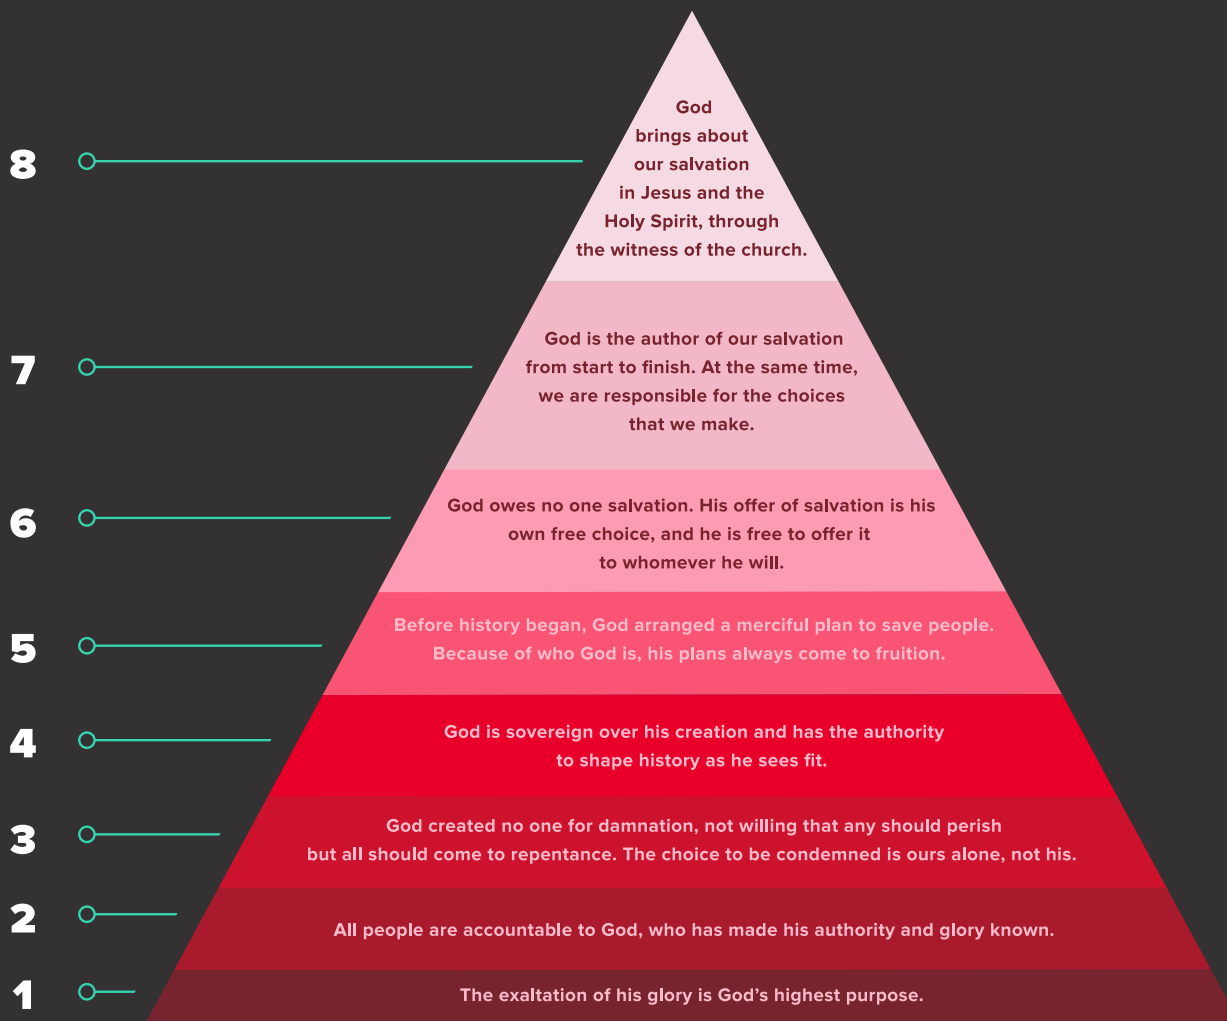 8
God
brings about
our salvation
in Jesus and the
Holy Spirit, through
the witness of the church.
7
God is the author of our salvation
from start to finish. At the same time,
we are responsible for the choices
that we make.
6
God owes no one salvation. His offer of salvation is his
own free choice, and he is free to offer it
to whomever he will.
5
Before history began, God arranged a merciful plan to save people.
Because of who God is, his plans always come to fruition.
4
God is sovereign over his creation and has the authority
to shape history as he sees fit.
3
God created no one for damnation, not willing that any should perish
but all should come to repentance. The choice to be condemned is ours alone, not his.
2
All people are accountable to God, who has made his authority and glory known.
1
The exaltation of his glory is God’s highest purpose.